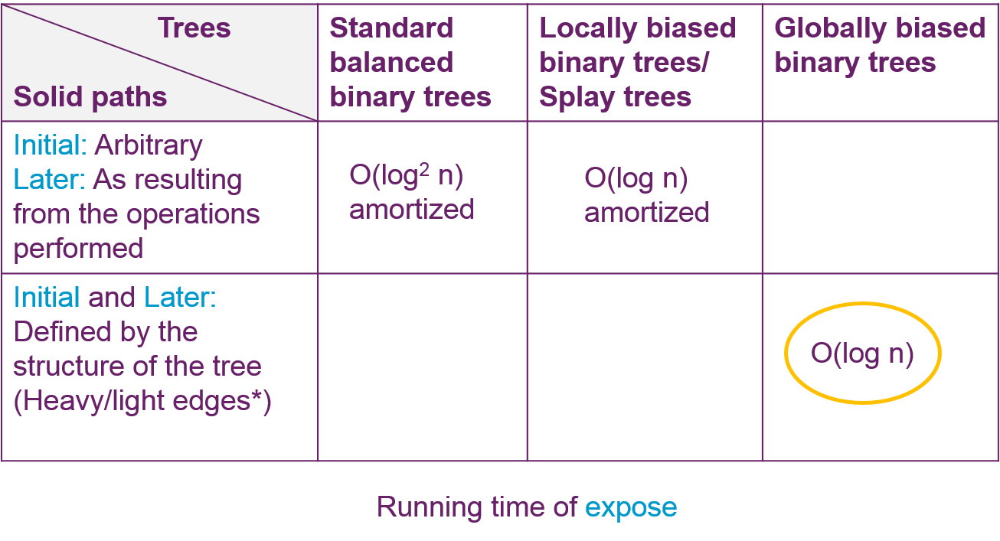 Trees
Solid paths
Standard
balanced
binary trees
Locally biased
binary trees/
Splay trees
Globally biased
binary trees
Initial: Arbitrary
Later: As resulting
from the operations
performed
O(log² n)
amortized
O(log n)
amortized
Initial and Later:
Defined by the
structure of the tree
(Heavy/light edges*)
O(log n)
Running time of expose